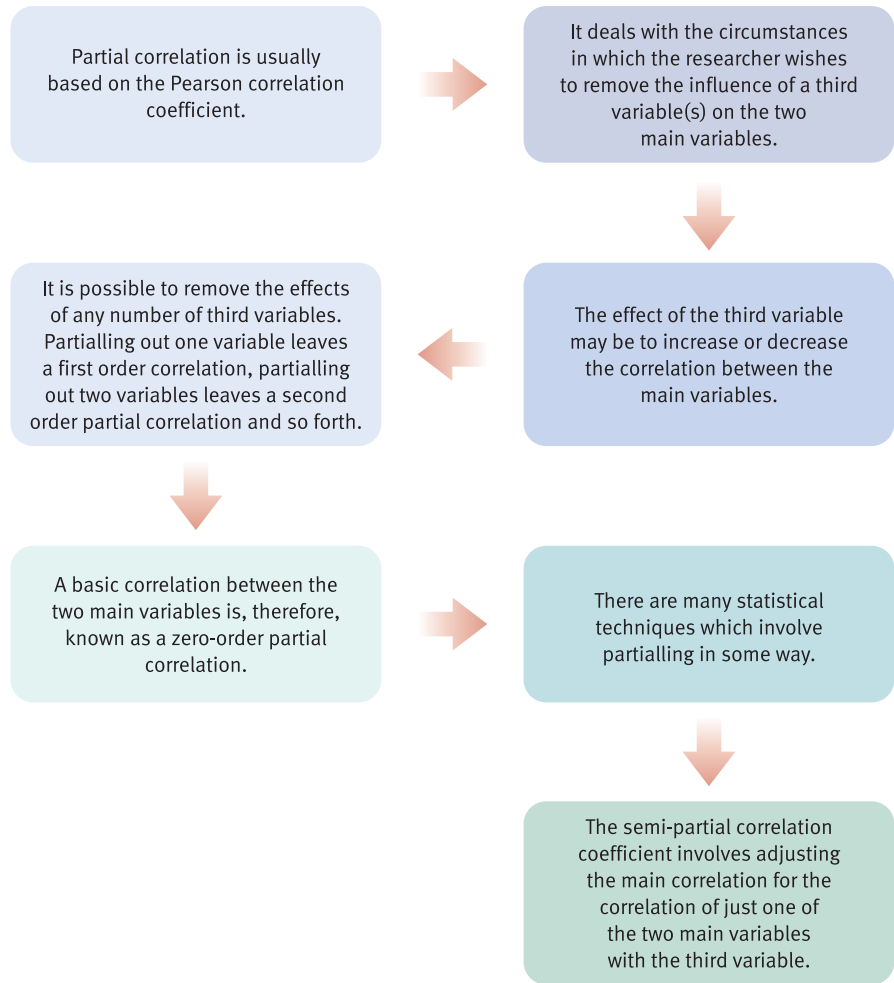 Partial correlation is usually
based on the Pearson correlation
coefficient.
It deals with the circumstances
in which the researcher wishes
to remove the influence of a third
variable(s) on the two
main variables.
The effect of the third variable
may be to increase or decrease
the correlation between the
main variables.
It is possible to remove the effects
of any number of third variables.
Partialling out one variable leaves
a first order correlation, partialling
out two variables leaves a second
order partial correlation and so forth.
A basic correlation between the
two main variables is, therefore,
known as a zero-order partial
correlation.
There are many statistical
techniques which involve
partialling in some way.
The semi-partial correlation
coefficient involves adjusting
the main correlation for the
correlation of just one of
the two main variables
with the third variable.